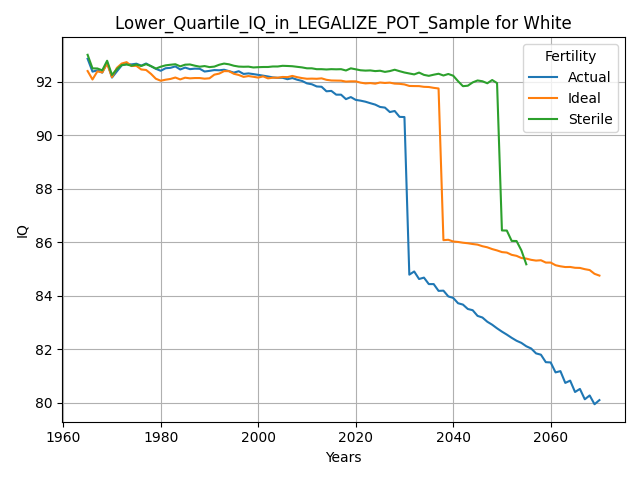 Lower_Quartile_IQ_in_LEGALIZE_POT_Sample for White
Fertility
Actual
Ideal
Sterile
92
90
88
86
84
82
80
IQ
1960
1980
2000
2020
2040
2060
Years